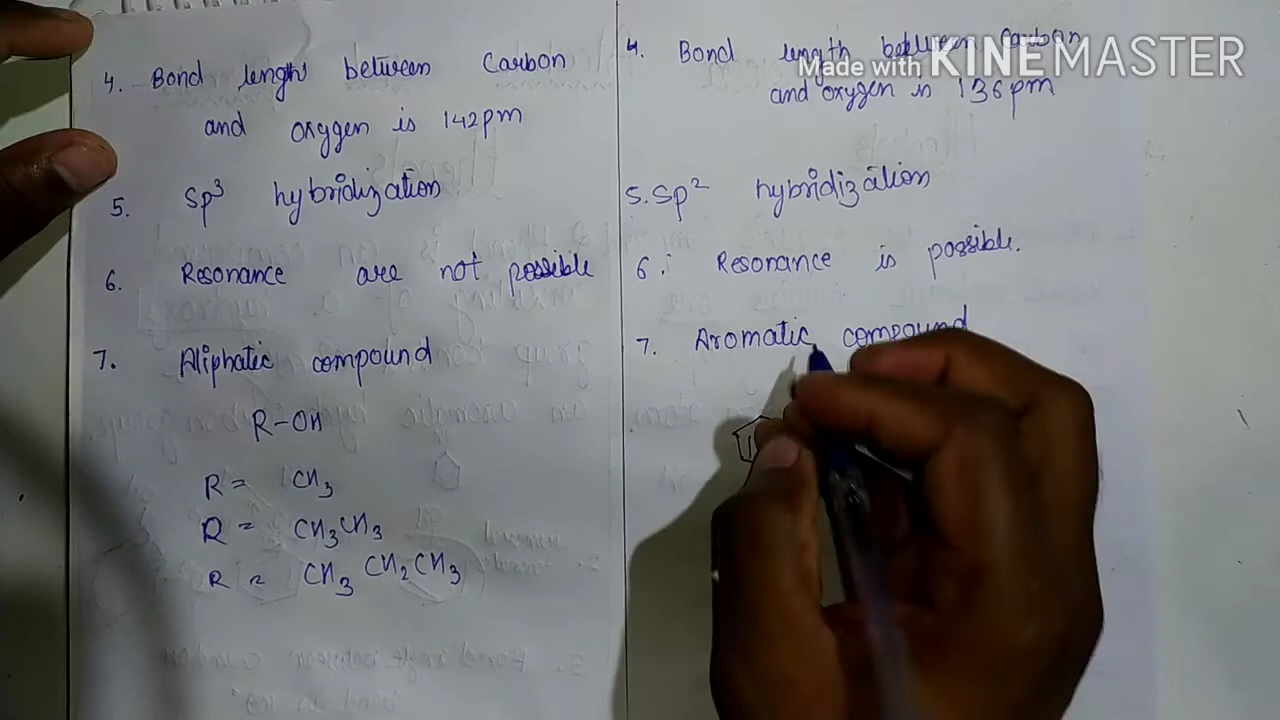 4. Bond length between Carbon
and oxygen is 142pm
5. Sp³ hybridization
6. Resonance are not possible
7. Aliphatic compound
R-OH
R = CH₃
R = CH₃CH₃
R = CH₃ CH₂CH₃
4. Bond length between carbon
and oxygen is 136pm
Made with KINEMASTER
5. Sp² hybridization
6. Resonance is possible.
7. Aromatic compound